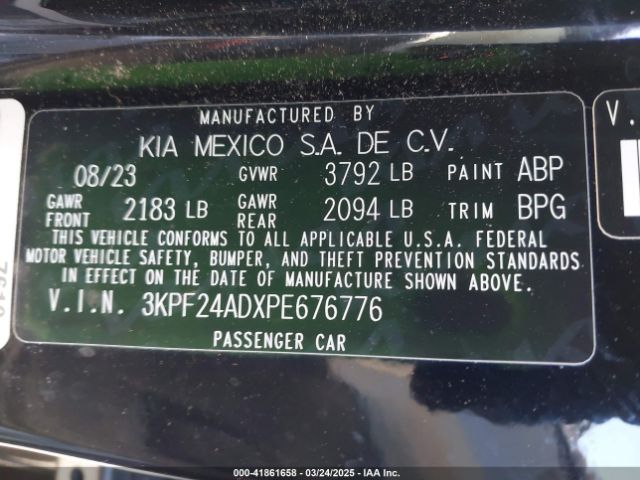 MANUFACTURED BY
KIA MEXICO S.A. DE C.V.
08/23 GVWR 3792 LB PAINT ABP
GAWR FRONT 2183 LB GAWR REAR 2094 LB TRIM BPG
THIS VEHICLE CONFORMS TO ALL APPLICABLE U.S.A. FEDERAL
MOTOR VEHICLE SAFETY, BUMPER, AND THEFT PREVENTION STANDARDS
IN EFFECT ON THE DATE OF MANUFACTURE SHOWN ABOVE.
V.I.N. 3KPF24ADXPE676776
PASSENGER CAR
V.
000-41861658 - 03/24/2025 - IAA Inc.